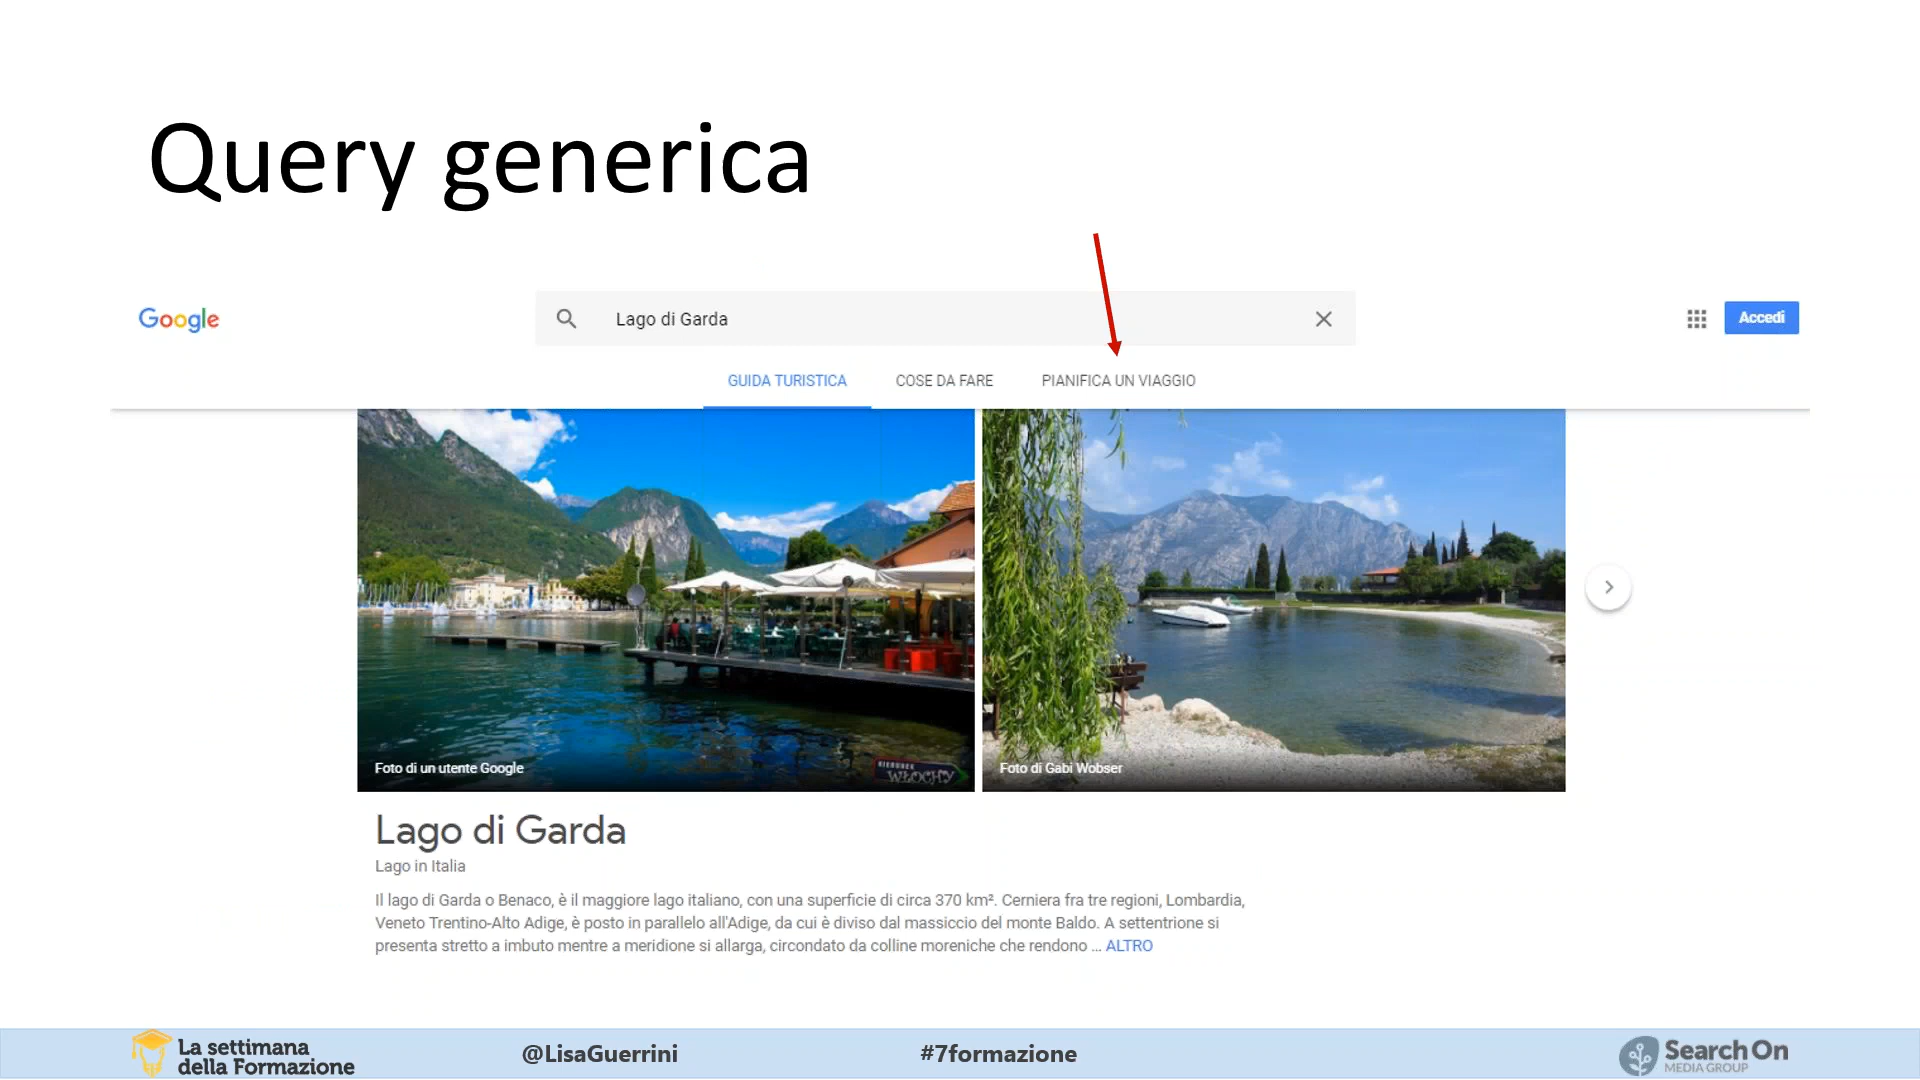 Query generica
Google
Lago di Garda
Accedi
GUIDA TURISTICA
COSE DA FARE
PIANIFICA UN VIAGGIO
Foto di un utente Google
KIERUNEK
WŁOCHY
Foto di Gabi Wobser
Lago di Garda
Lago in Italia
Il lago di Garda o Benaco, è il maggiore lago italiano, con una superficie di circa 370 km². Cerniera fra tre regioni, Lombardia,
Veneto Trentino-Alto Adige, è posto in parallelo all'Adige, da cui è diviso dal massiccio del monte Baldo. A settentrione si
presenta stretto a imbuto mentre a meridione si allarga, circondato da colline moreniche che rendono ... ALTRO
La settimana
della Formazione
@LisaGuerrini
#7formazione
Search On
MEDIA GROUP